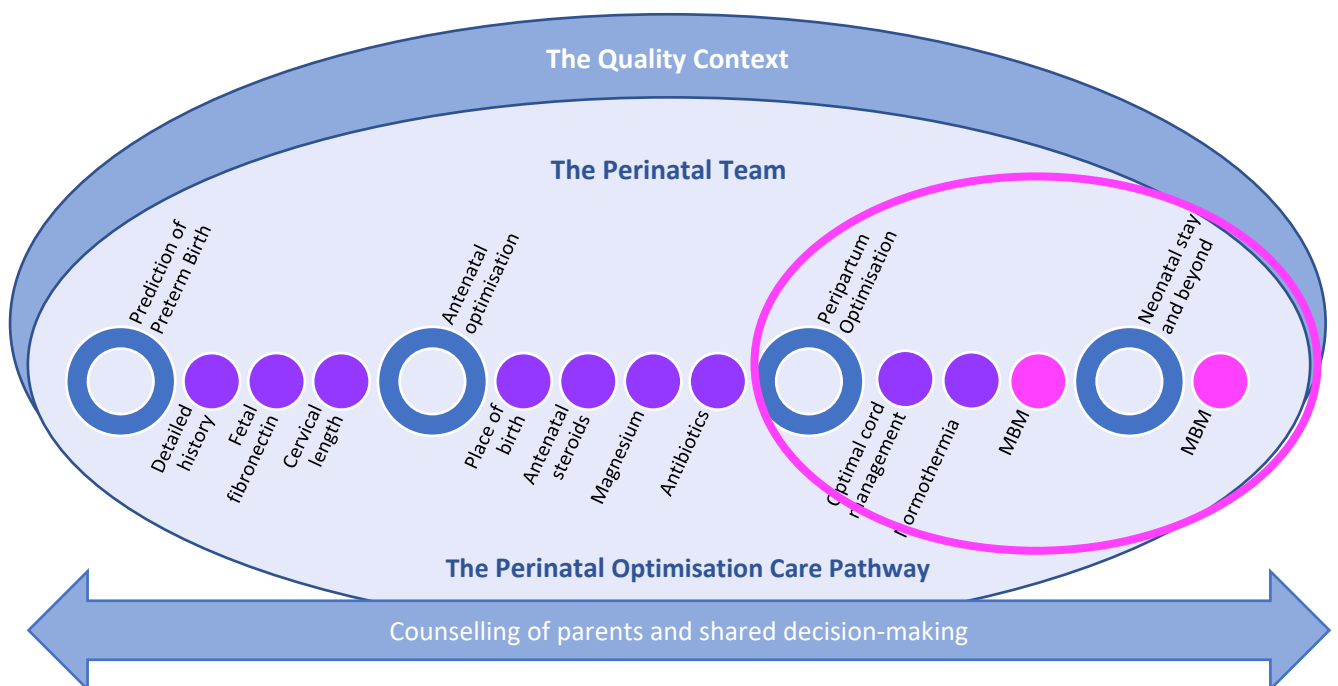 The Quality Context
The Perinatal Team
Prediction of
Preterm Birth
Detailed
history
Fetal
fibronectin
Cervical
length
Antenatal
optimisation
Place of
birth
Antenatal
steroids
Magnesium
Antibiotics
Peripartum
Optimisation
Optimal cord
management
Normothermia
MBM
Neonatal stay
and beyond
MBM
The Perinatal Optimisation Care Pathway
Counselling of parents and shared decision-making